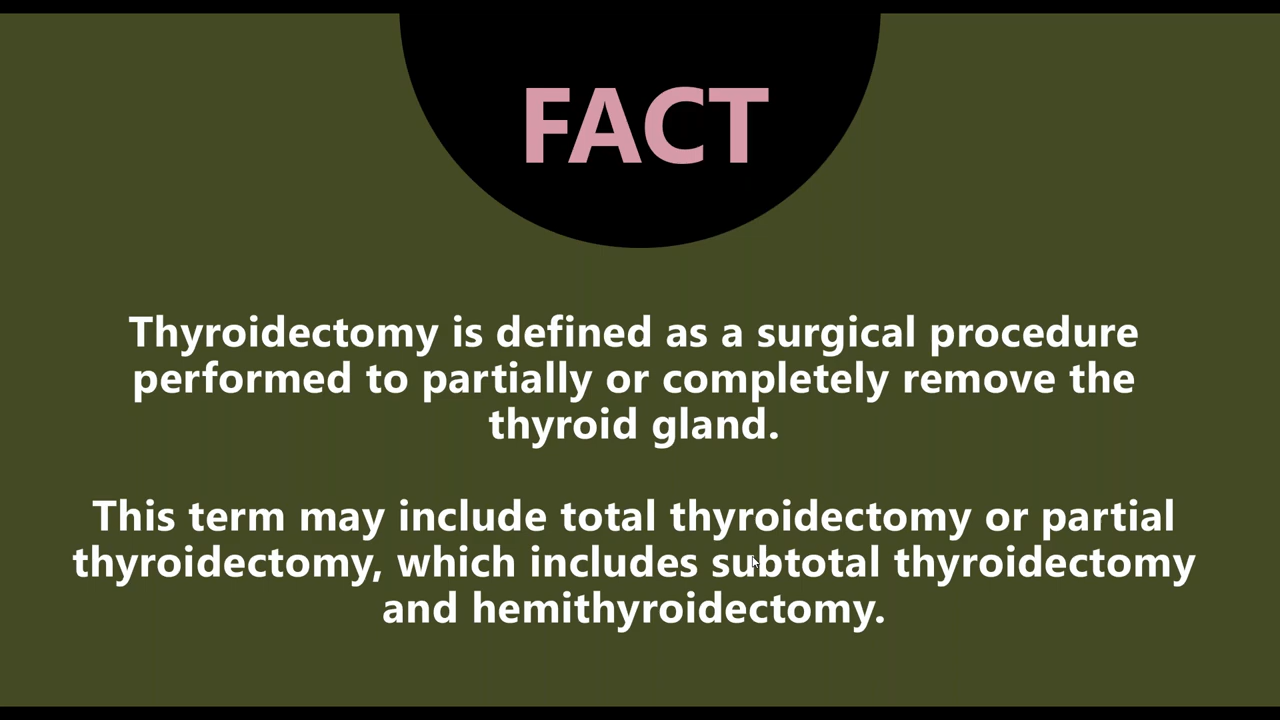 FACT
Thyroidectomy is defined as a surgical procedure
performed to partially or completely remove the
thyroid gland.
This term may include total thyroidectomy or partial
thyroidectomy, which includes subtotal thyroidectomy
and hemithyroidectomy.